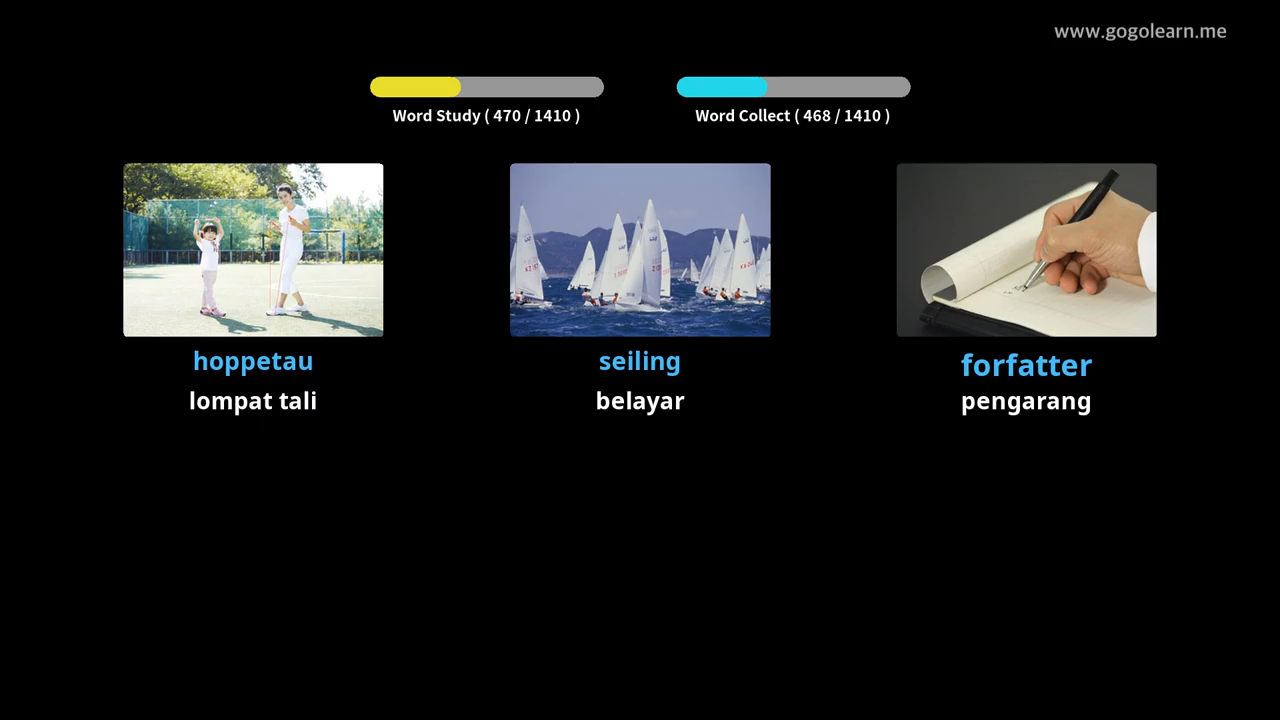 www.gogolearn.me
Word Study ( 470 / 1410 )
Word Collect ( 468 / 1410 )
hoppetau
seiling
forfatter
lompat tali
belayar
pengarang